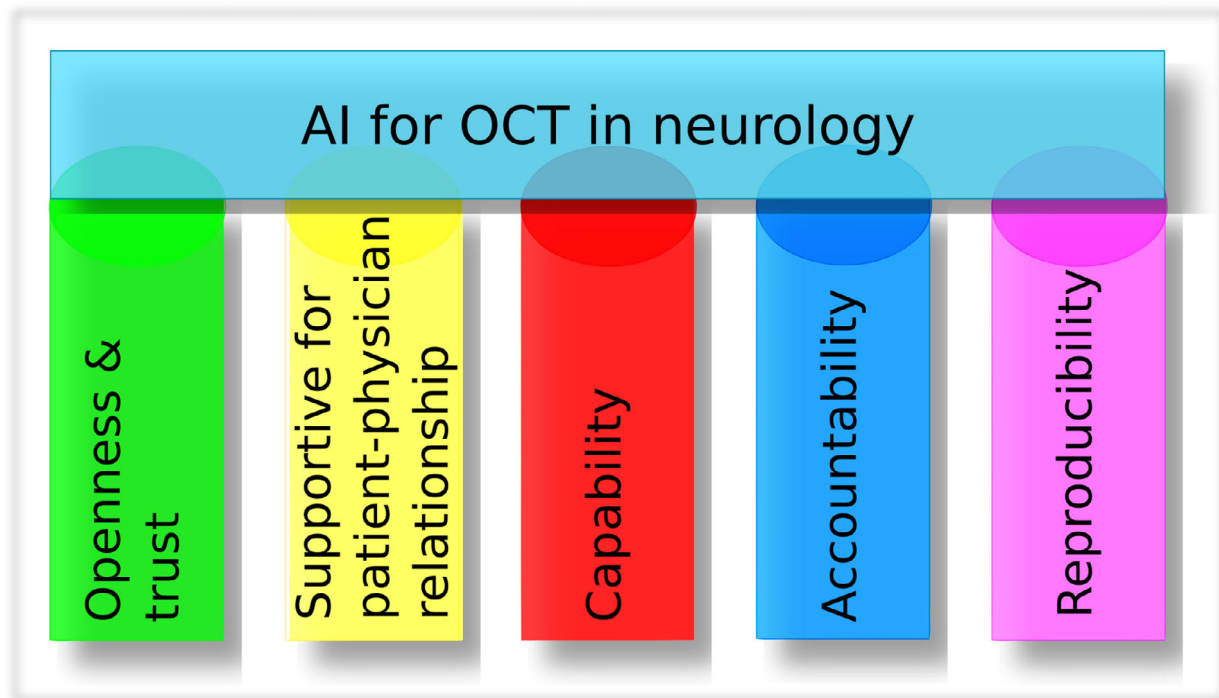 AI for OCT in neurology
Openness &
trust
Supportive for
patient-physician
relationship
Capability
Accountability
Reproducibility